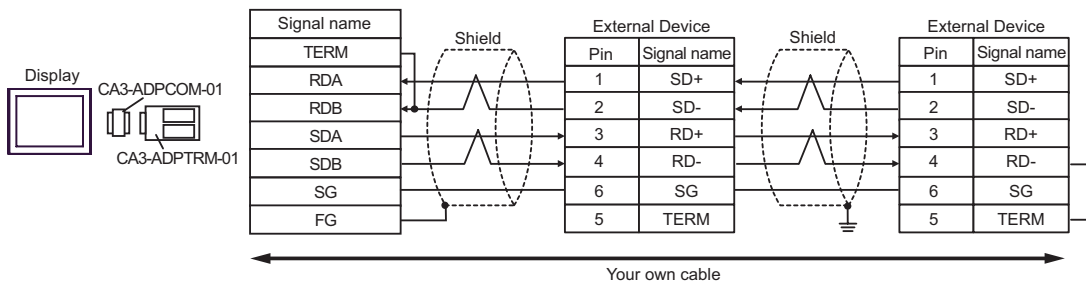 Display
CA3-ADPCOM-01
CA3-ADPTRM-01
Signal name
TERM
RDA
RDB
SDA
SDB
SG
FG
Shield
External Device
Pin Signal name
1 SD+
2 SD-
3 RD+
4 RD-
6 SG
5 TERM
Shield
External Device
Pin Signal name
1 SD+
2 SD-
3 RD+
4 RD-
6 SG
5 TERM
Your own cable